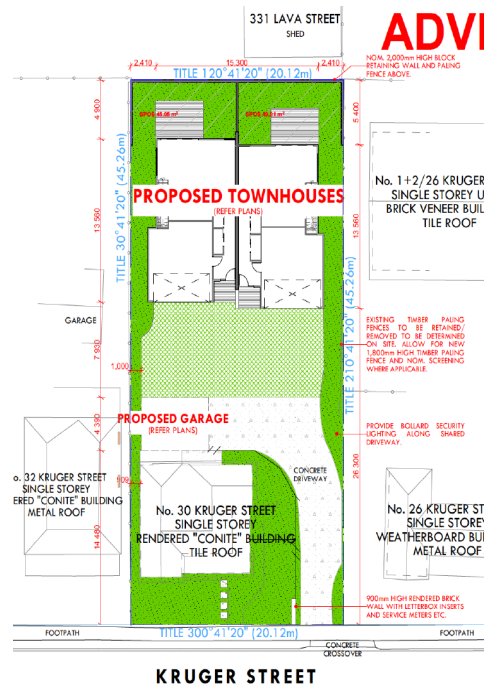 331 LAVA STREET
SHED
ADVE
2.410
15.300
2.410
TITLE 120°41'20" (20.12m)
NOM. 2,000mm HIGH BLOCK
RETAINING WALL AND PALING
FENCE ABOVE.
4.900
5.400
SPOS
SPOS
TITLE 30°41'20" (45.26m)
No. 1+2/26 KRUGER
SINGLE STOREY U
BRICK VENEER BUIL
TILE ROOF
PROPOSED TOWNHOUSES
(REFER PLANS)
13.560
13.560
TITLE 210°41'20" (45.26m)
GARAGE
EXISTING TIMBER PALING
FENCES TO BE RETAINED/
REMOVED TO BE DETERMINED
ON SITE. ALLOW FOR NEW
1,800mm HIGH TIMBER PALING
FENCE AND NOM. SCREENING
WHERE APPLICABLE.
7.930
1,000
PROPOSED GARAGE
(REFER PLANS)
4.390
PROVIDE BOLLARD SECURITY
LIGHTING ALONG SHARED
DRIVEWAY.
26.300
CONCRETE
DRIVEWAY
o. 32 KRUGER STREET
SINGLE STOREY
ERED "CONITE" BUILDING
METAL ROOF
No. 30 KRUGER STREET
SINGLE STOREY
RENDERED "CONITE" BUILDING
TILE ROOF
No. 26 KRUGER ST
SINGLE STOREY
WEATHERBOARD BUI
METAL ROOF
14.480
900mm HIGH RENDERED BRICK
WALL WITH LETTERBOX INSERTS
AND SERVICE METERS ETC.
FOOTPATH
TITLE 300°41'20" (20.12m)
FOOTPATH
CONCRETE
CROSSOVER
KRUGER STREET